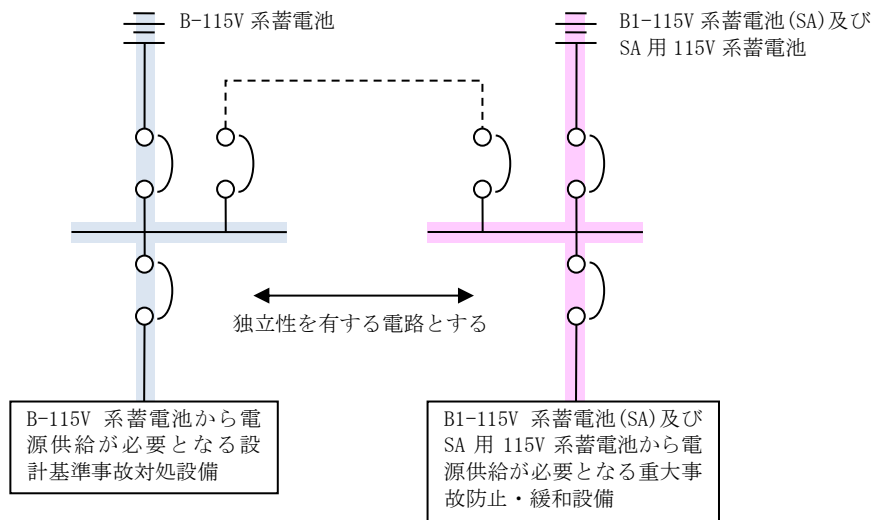 B-115V 系蓄電池
B1-115V 系蓄電池(SA)及び
SA 用 115V 系蓄電池
独立性を有する電路とする
B-115V 系蓄電池から電
源供給が必要となる設
計基準事故対処設備
B1-115V 系蓄電池(SA)及び
SA 用 115V 系蓄電池から電
源供給が必要となる重大事
故防止・緩和設備